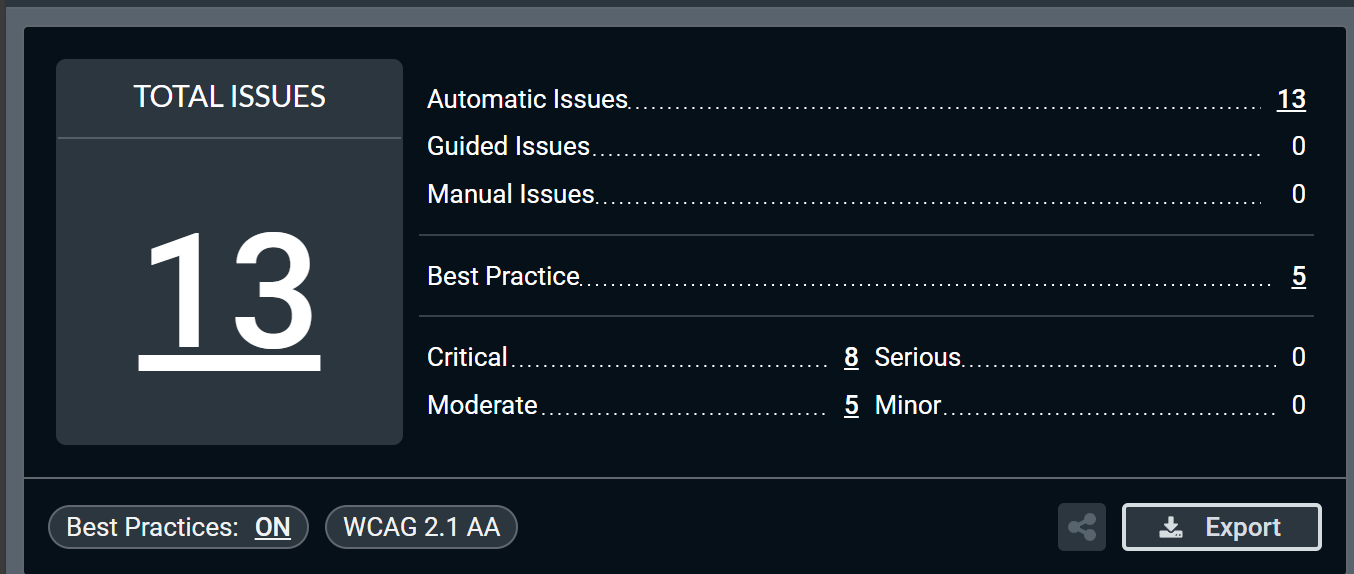 TOTAL ISSUES
13
Automatic Issues 13
Guided Issues 0
Manual Issues 0
Best Practice 5
Critical 8 Serious 0
Moderate 5 Minor 0
Best Practices: ON WCAG 2.1 AA Export